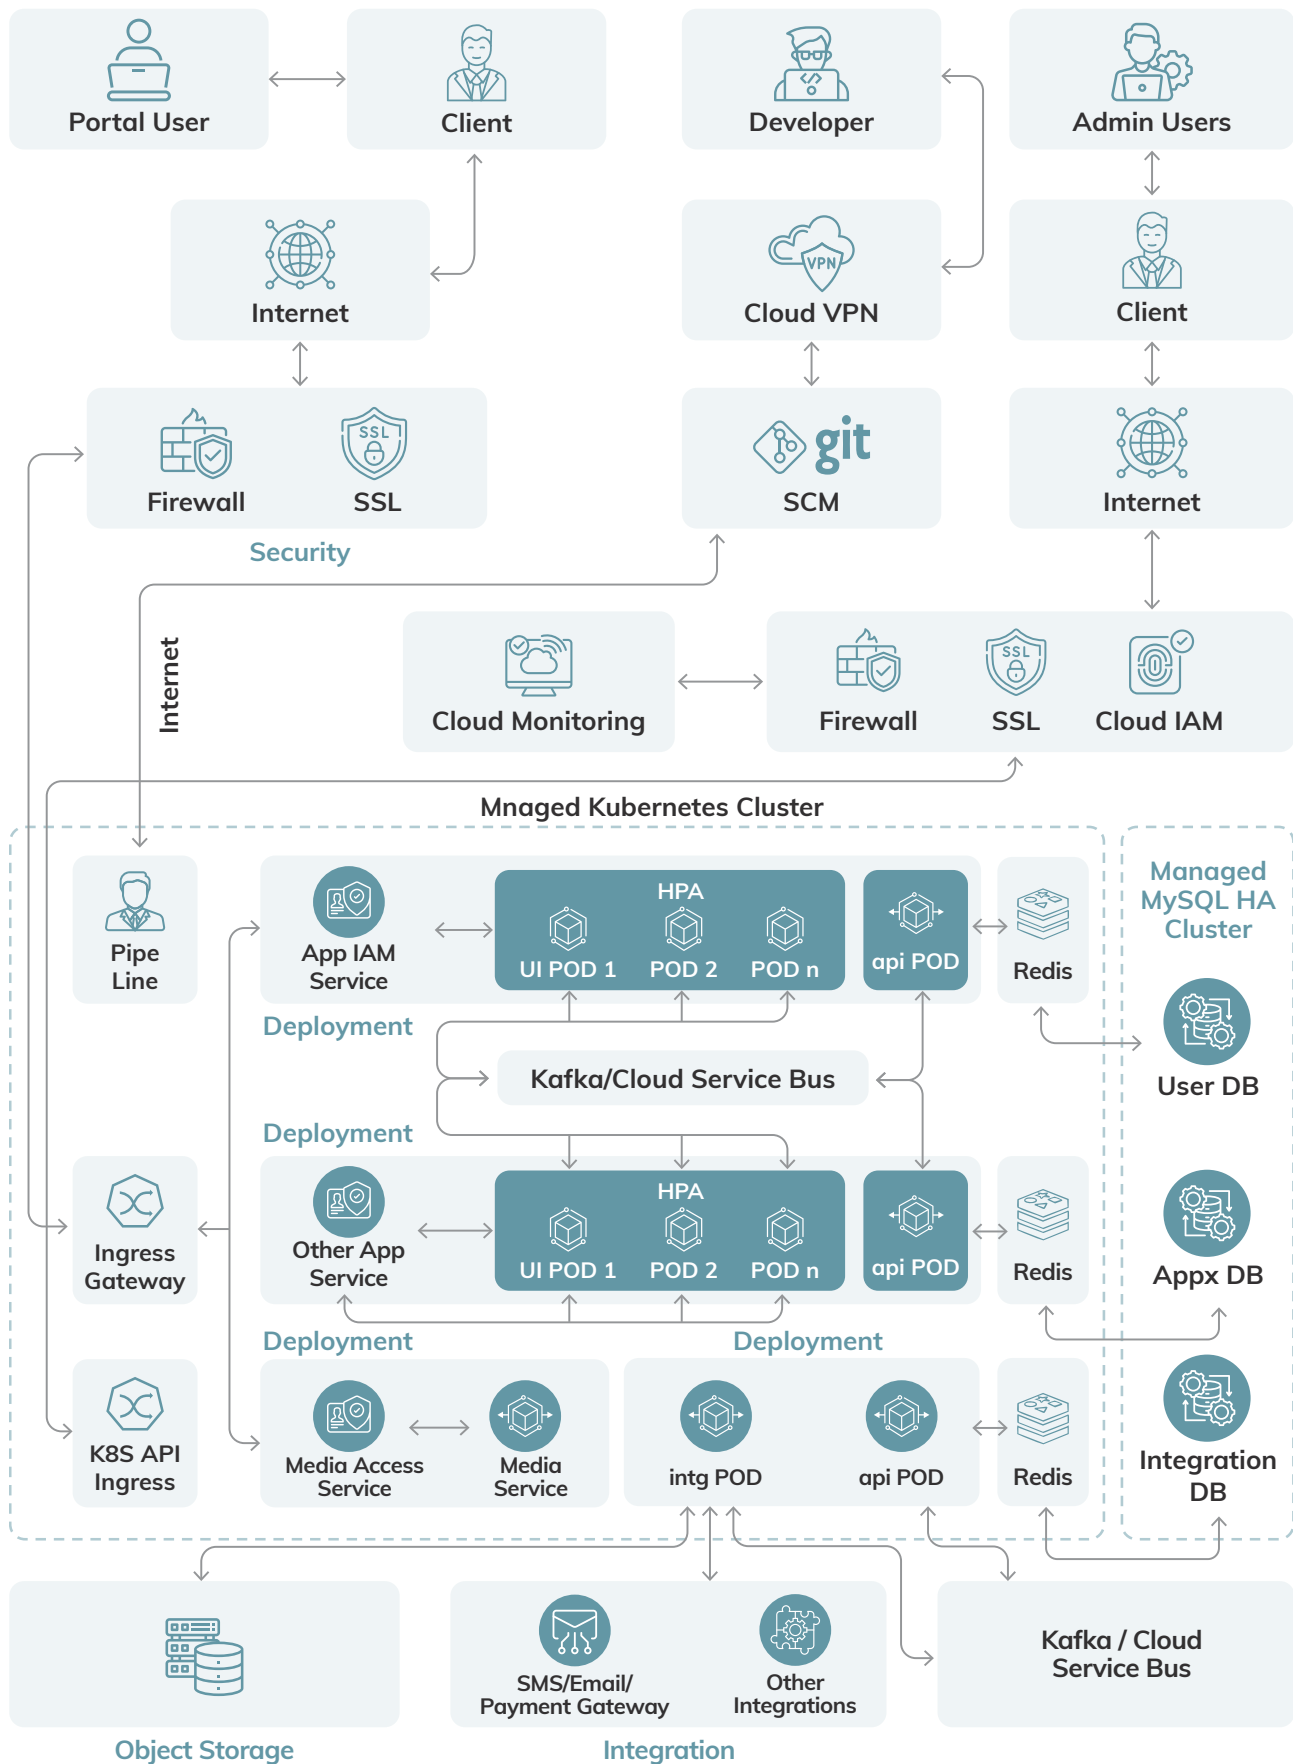 Portal User
Client
Developer
Admin Users
Internet
VPN
Cloud VPN
Client
SSL
git
Firewall
SSL
SCM
Internet
Security
Internet
SSL
Cloud Monitoring
Firewall
SSL
Cloud IAM
Mnaged Kubernetes Cluster
Pipe
Line
App IAM
Service
HPA
UI POD 1
POD 2
POD n
api POD
Redis
Managed
MySQL HA
Cluster
Deployment
Kafka/Cloud Service Bus
User DB
Deployment
Ingress
Gateway
Other App
Service
HPA
UI POD 1
POD 2
POD n
api POD
Redis
Appx DB
Deployment
Deployment
K8S API
Ingress
Media Access
Service
Media
Service
intg POD
api POD
Redis
Integration
DB
SMS/Email/
Payment Gateway
Other
Integrations
Kafka / Cloud
Service Bus
Object Storage
Integration